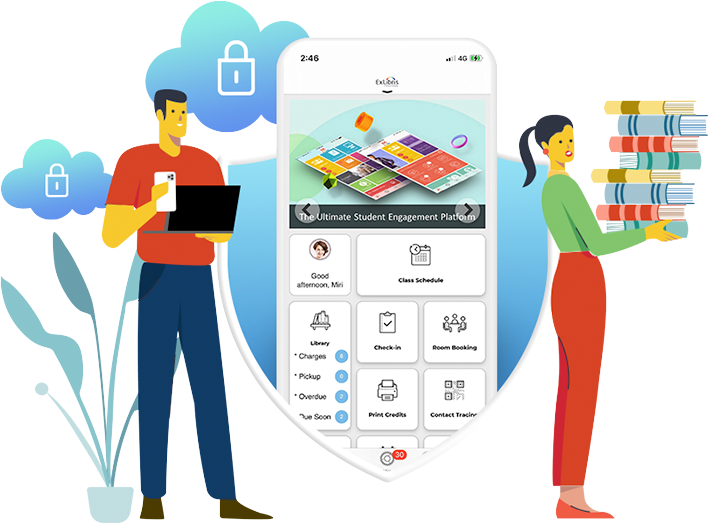 2:46
4G
ExLibris
The Ultimate Student Engagement Platform
Good
afternoon, Miri
Class Schedule
Library
* Charges 6
* Pickup 0
* Overdue 2
Due Soon 2
Check-in
Room Booking
Print Credits
Contact Tracing
30